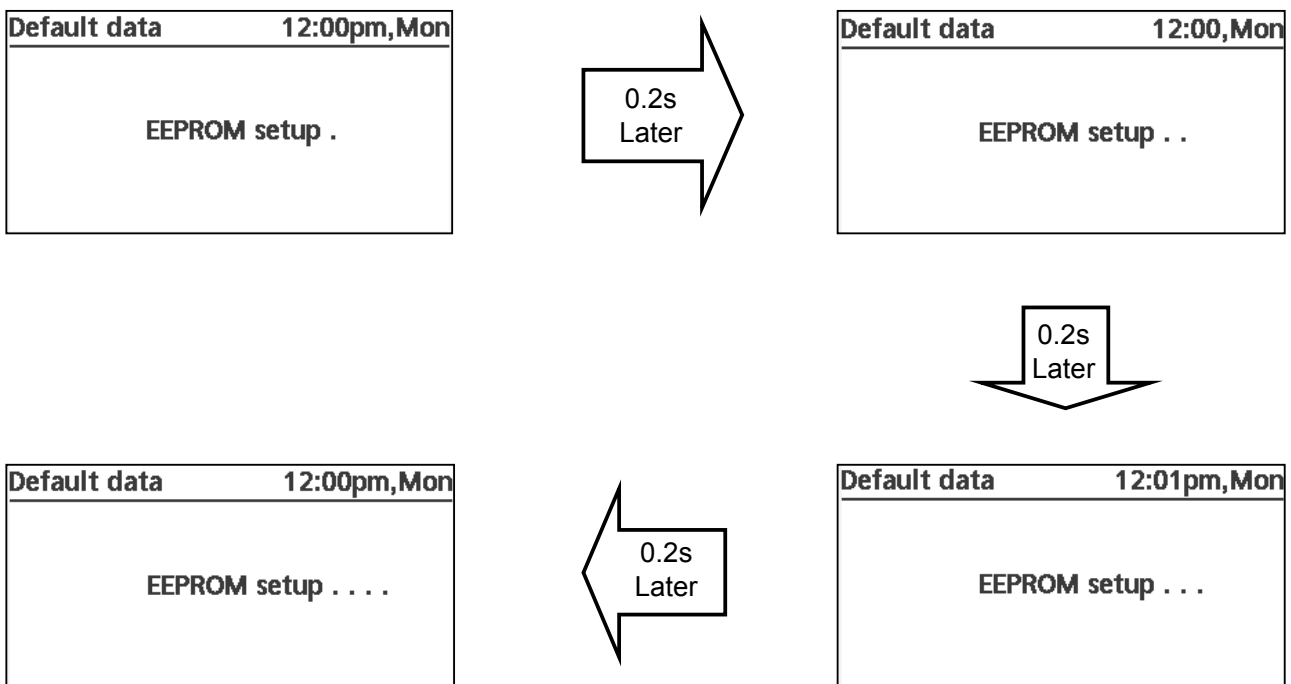 Default data 12:00pm,Mon
EEPROM setup .
0.2s
Later
Default data 12:00,Mon
EEPROM setup . .
0.2s
Later
Default data 12:01pm,Mon
EEPROM setup . . .
0.2s
Later
Default data 12:00pm,Mon
EEPROM setup . . . .